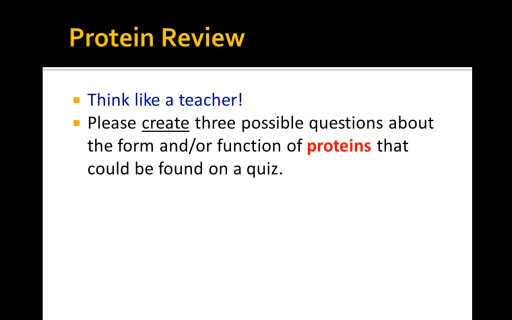 Protein Review
Think like a teacher!
Please create three possible questions about
the form and/or function of proteins that
could be found on a quiz.